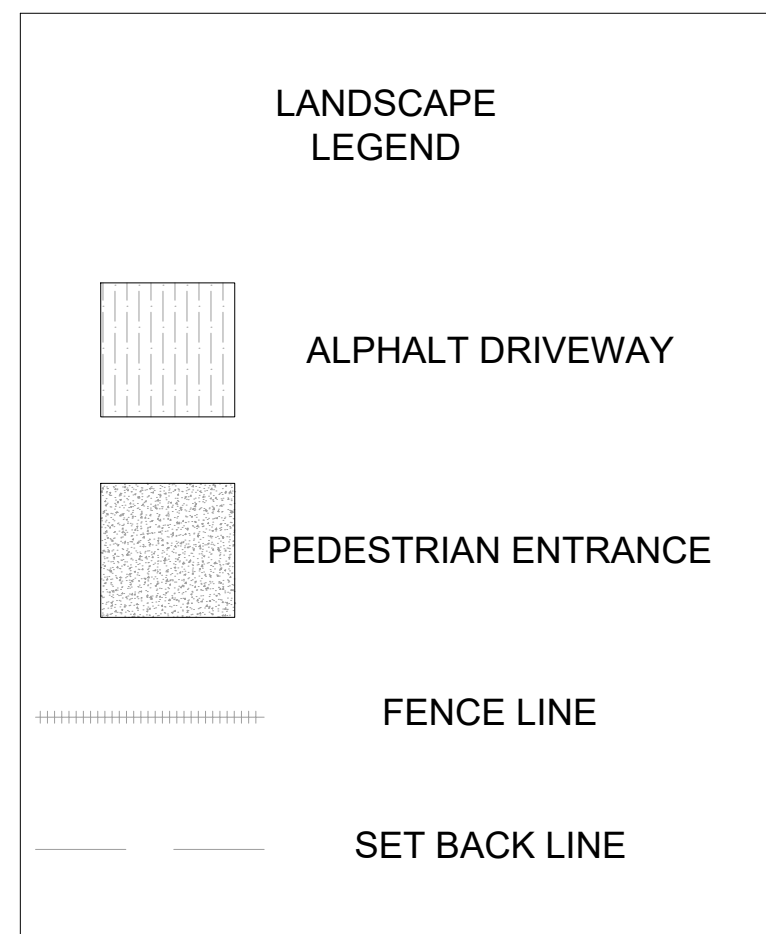 LANDSCAPE
LEGEND
ALPHALT DRIVEWAY
PEDESTRIAN ENTRANCE
FENCE LINE
SET BACK LINE